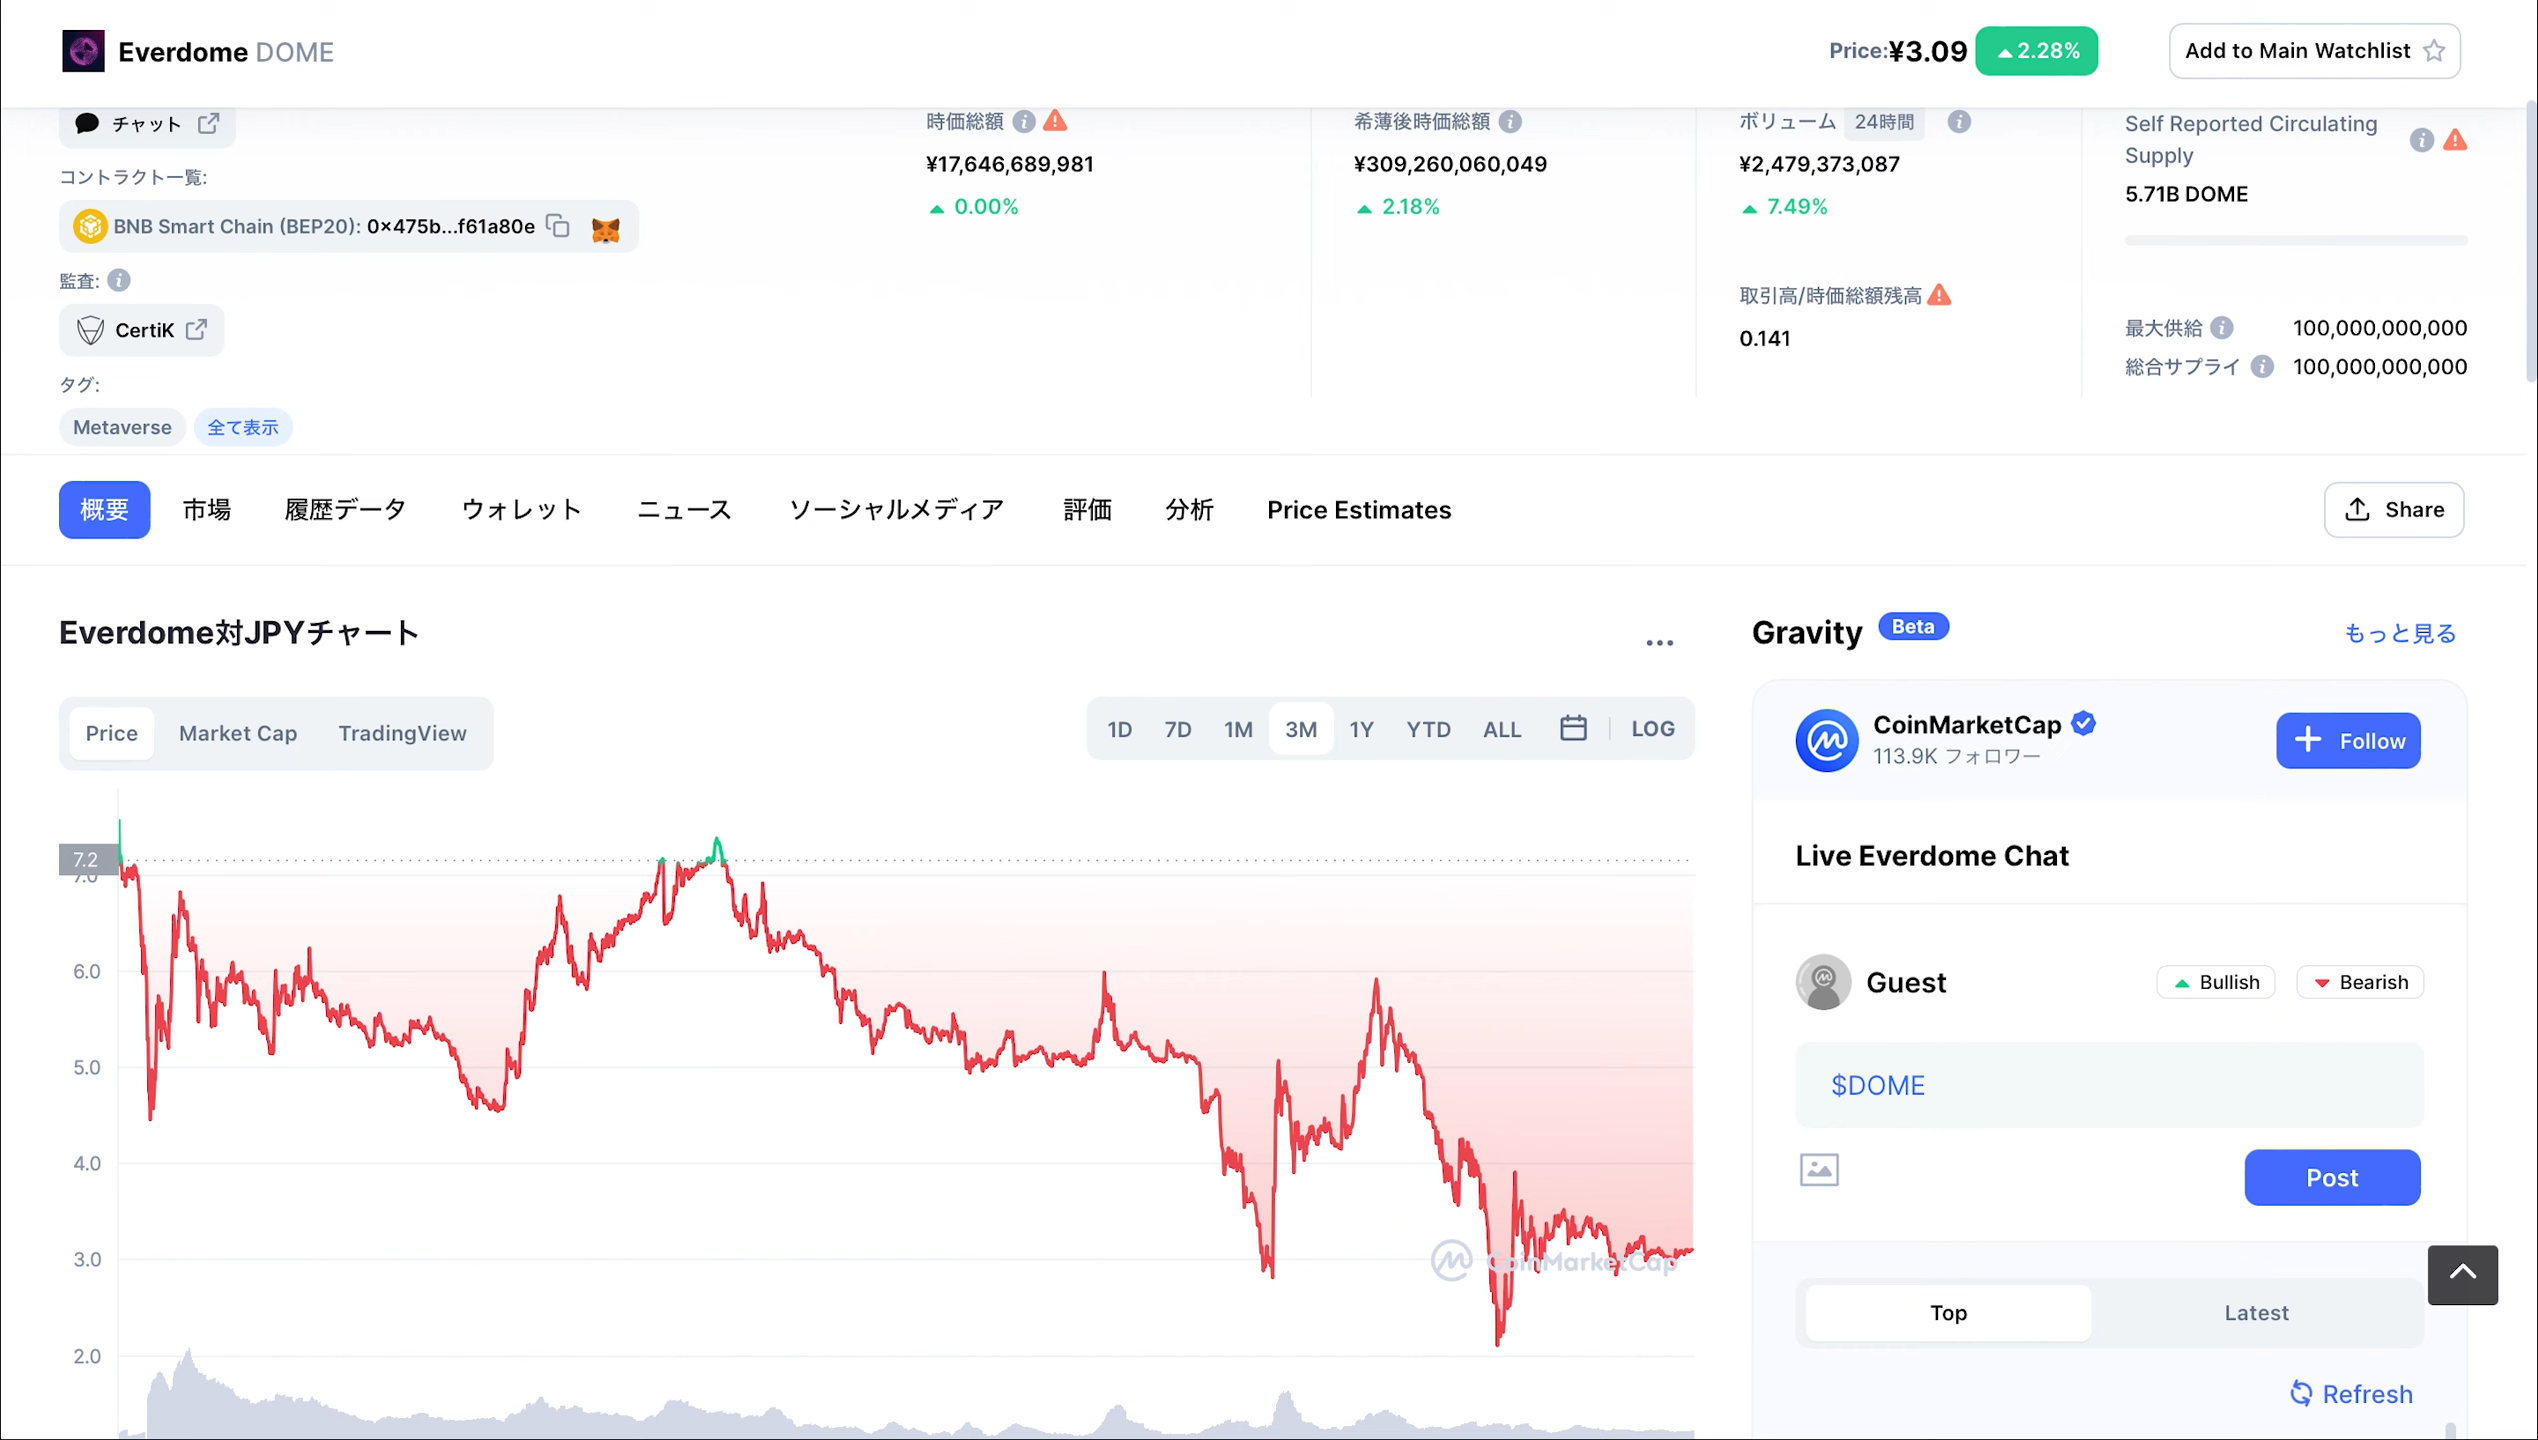 Everdome DOME
Price:¥3.09 2.28%
Add to Main Watchlist
チャット
コントラクト一覧:
BNB Smart Chain (BEP20): 0x475b...f61a80e
監査:
CertiK
タグ:
Metaverse 全て表示
時価総額
¥17,646,689,981
0.00%
希薄後時価総額
¥309,260,060,049
2.18%
ボリューム 24時間
¥2,479,373,087
7.49%
取引高/時価総額残高
0.141
Self Reported Circulating
Supply
5.71B DOME
最大供給 100,000,000,000
総合サプライ 100,000,000,000
概要 市場 履歴データ ウォレット ニュース ソーシャルメディア 評価 分析 Price Estimates
Share
Everdome対JPYチャート
Price Market Cap TradingView
1D 7D 1M 3M 1Y YTD ALL LOG
7.2
7.0
6.0
5.0
4.0
3.0
2.0
CoinMarketCap
Gravity Beta
もっと見る
CoinMarketCap
113.9K フォロワー
Follow
Live Everdome Chat
Guest
Bullish Bearish
$DOME
Post
Top Latest
Refresh